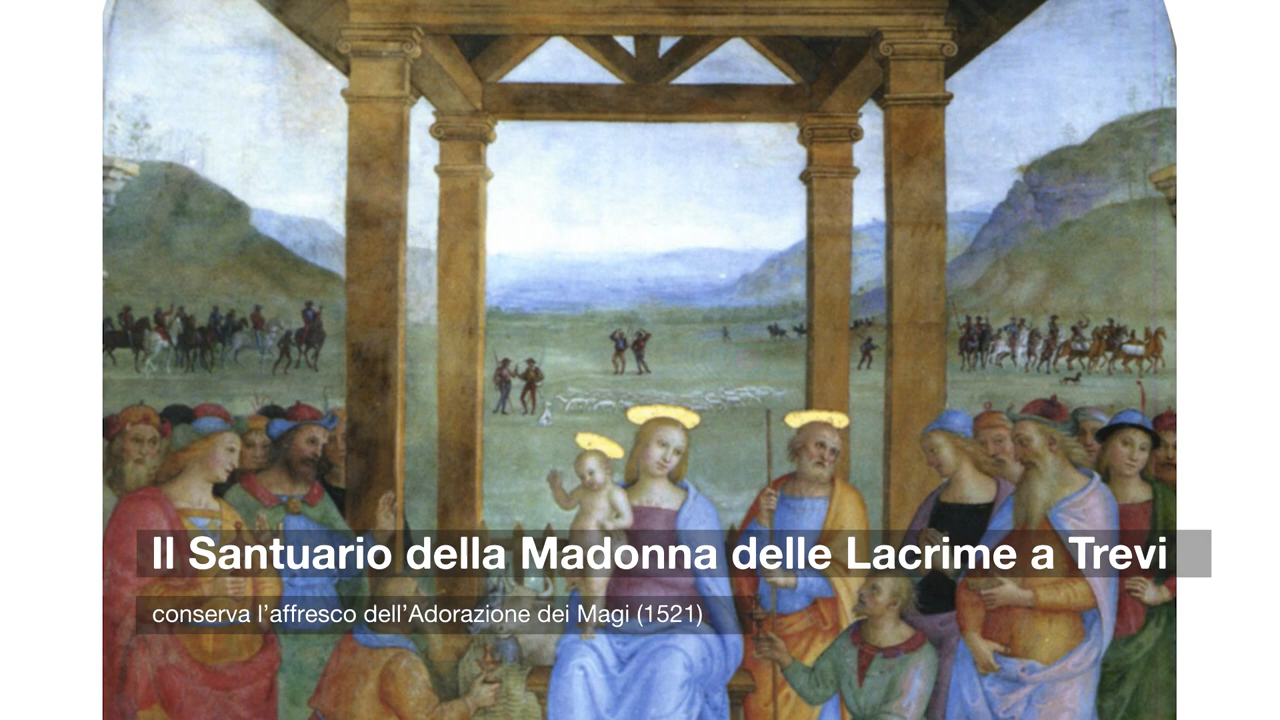 Il Santuario della Madonna delle Lacrime a Trevi
conserva l’affresco dell’Adorazione dei Magi (1521)